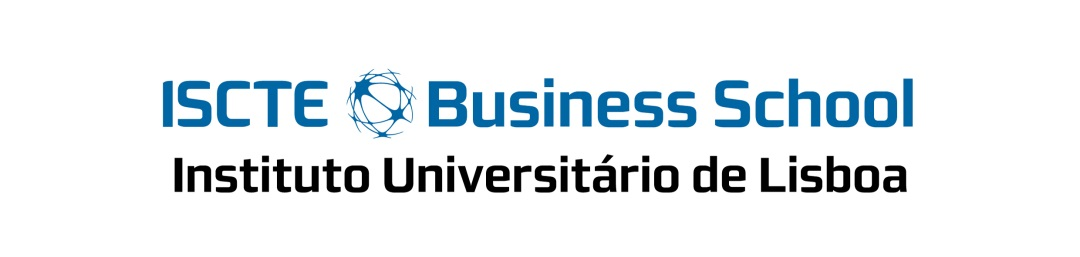 ISCTE Business School
Instituto Universitário de Lisboa